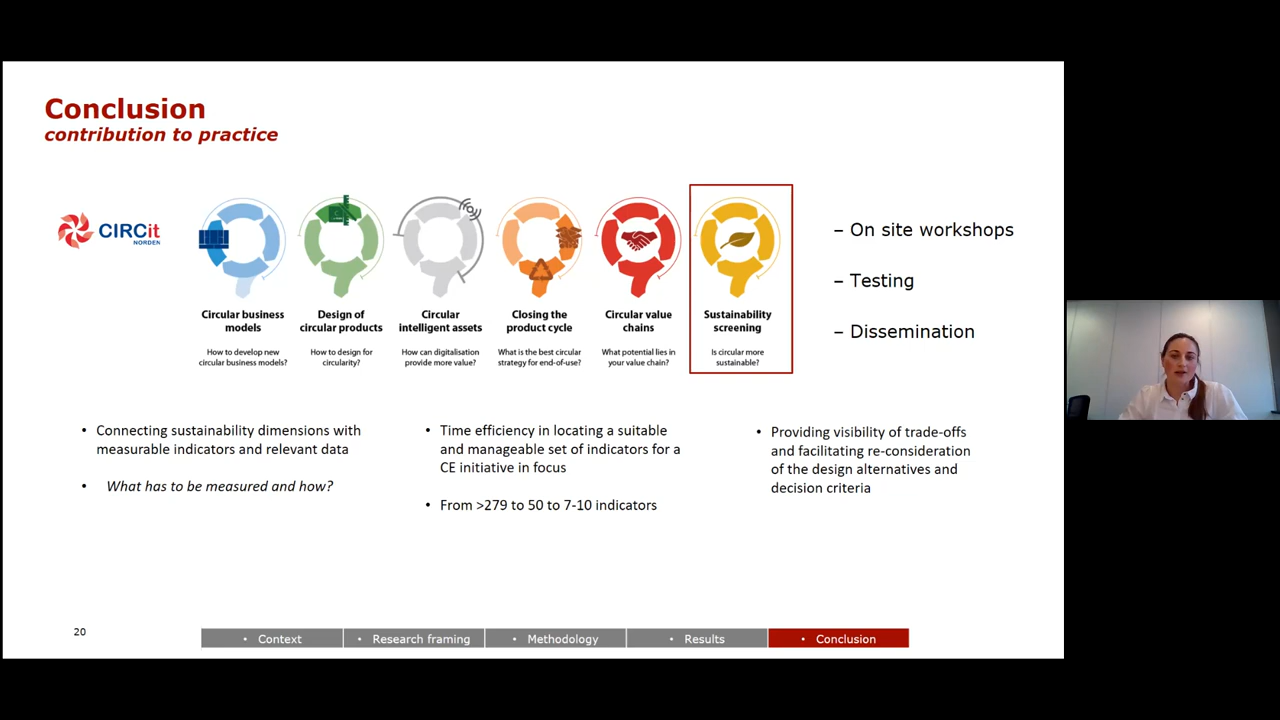 Conclusion
contribution to practice
CIRCit
NORDEN
Circular business
models
How to develop new
circular business models?
Design of
circular products
How to design for
circularity?
Circular
intelligent assets
How can digitalisation
provide more value?
Closing the
product cycle
What is the best circular
strategy for end-of-use?
Circular value
chains
What potential lies in
your value chain?
Sustainability
screening
Is circular more
sustainable?
– On site workshops
– Testing
– Dissemination
• Connecting sustainability dimensions with
measurable indicators and relevant data
• What has to be measured and how?
• Time efficiency in locating a suitable
and manageable set of indicators for a
CE initiative in focus
• From >279 to 50 to 7-10 indicators
• Providing visibility of trade-offs
and facilitating re-consideration
of the design alternatives and
decision criteria
20
• Context
• Research framing
• Methodology
• Results
• Conclusion